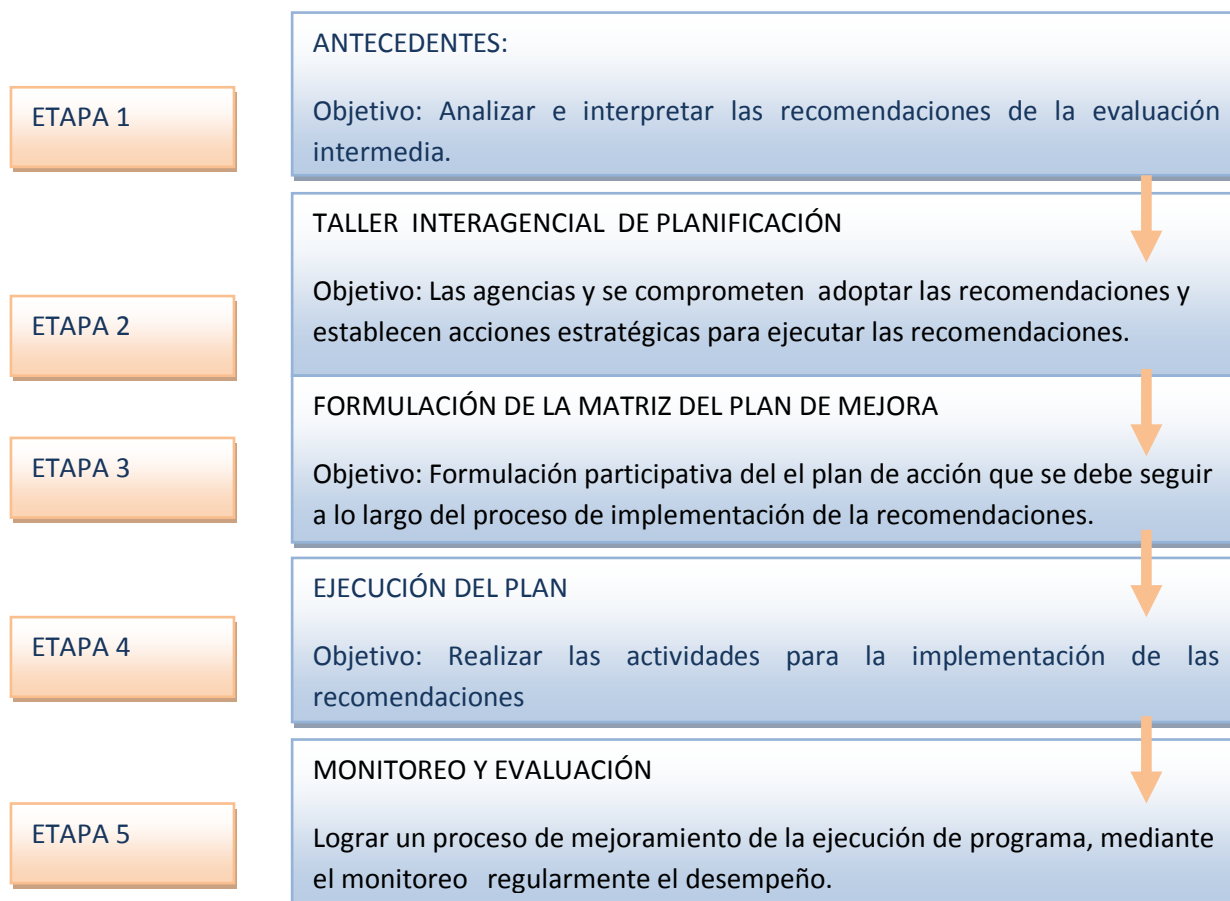 ETAPA 1
ANTECEDENTES:
Objetivo: Analizar e interpretar las recomendaciones de la evaluación
intermedia.
ETAPA 2
TALLER INTERAGENCIAL DE PLANIFICACIÓN
Objetivo: Las agencias y se comprometen adoptar las recomendaciones y
establecen acciones estratégicas para ejecutar las recomendaciones.
ETAPA 3
FORMULACIÓN DE LA MATRIZ DEL PLAN DE MEJORA
Objetivo: Formulación participativa del el plan de acción que se debe seguir
a lo largo del proceso de implementación de la recomendaciones.
ETAPA 4
EJECUCIÓN DEL PLAN
Objetivo: Realizar las actividades para la implementación de las
recomendaciones
ETAPA 5
MONITOREO Y EVALUACIÓN
Lograr un proceso de mejoramiento de la ejecución de programa, mediante
el monitoreo regularmente el desempeño.